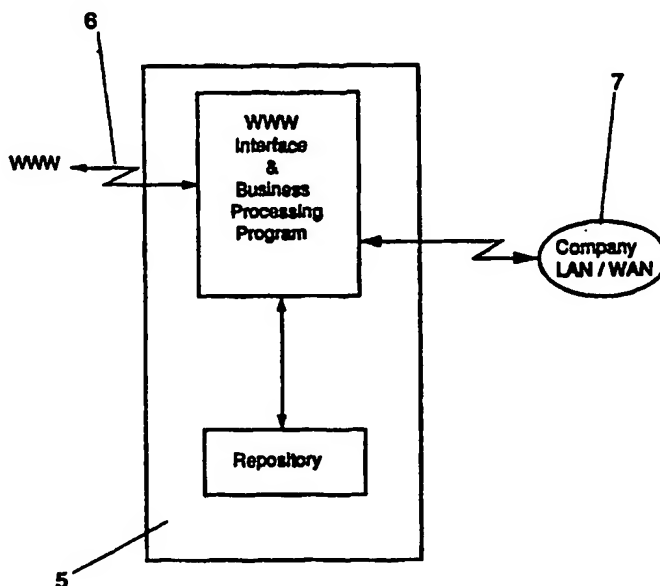 6
7
WWW
WWW
Interface
&
Business
Processing
Program
Company
LAN / WAN
Repository
5